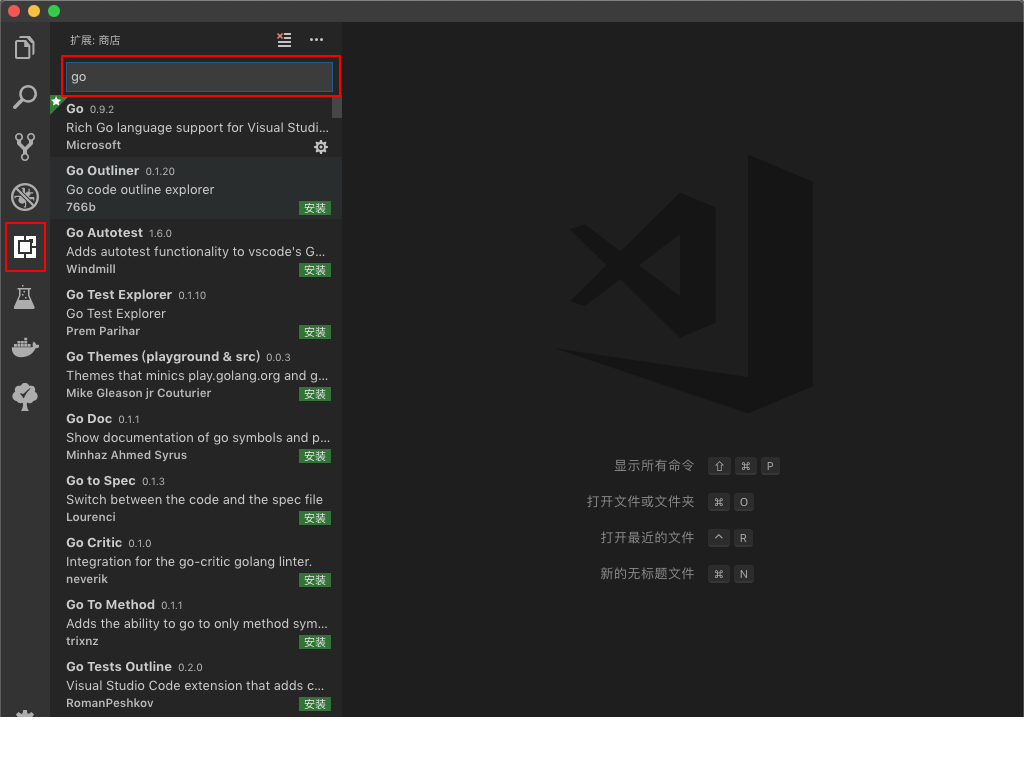 扩展: 商店
go
Go 0.9.2
Rich Go language support for Visual Studi...
Microsoft
Go Outliner 0.1.20
Go code outline explorer
766b 安装
Go Autotest 1.6.0
Adds autotest functionality to vscode's G...
Windmill 安装
Go Test Explorer 0.1.10
Go Test Explorer
Prem Parihar 安装
Go Themes (playground & src) 0.0.3
Themes that minics play.golang.org and g...
Mike Gleason jr Couturier 安装
Go Doc 0.1.1
Show documentation of go symbols and p...
Minhaz Ahmed Syrus 安装
Go to Spec 0.1.3
Switch between the code and the spec file
Lourenci 安装
Go Critic 0.1.0
Integration for the go-critic golang linter.
neverik 安装
Go To Method 0.1.1
Adds the ability to go to only method sym...
trixnz 安装
Go Tests Outline 0.2.0
Visual Studio Code extension that adds c...
RomanPeshkov 安装
显示所有命令 ⇧ ⌘ P
打开文件或文件夹 ⌘ O
打开最近的文件 ^ R
新的无标题文件 ⌘ N